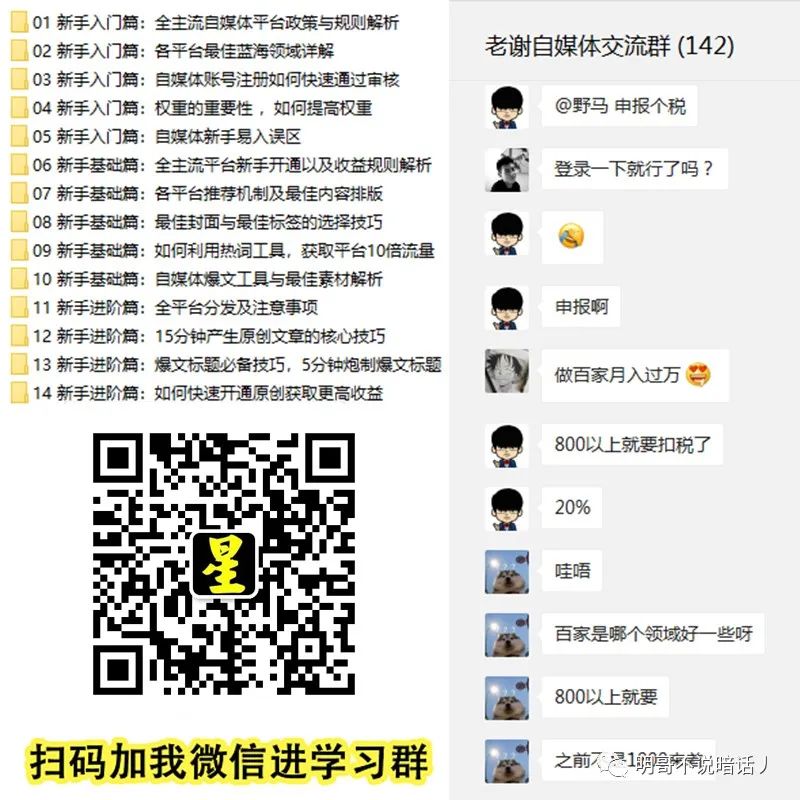 01 新手入门篇：全主流自媒体平台政策与规则解析
02 新手入门篇：各平台最佳蓝海领域详解
03 新手入门篇：自媒体账号注册如何快速通过审核
04 新手入门篇：权重的重要性 ，如何提高权重
05 新手入门篇：自媒体新手易入误区
06 新手基础篇：全主流平台新手开通以及收益规则解析
07 新手基础篇：各平台推荐机制及最佳内容排版
08 新手基础篇：最佳封面与最佳标签的选择技巧
09 新手基础篇：如何利用热词工具，获取平台10倍流量
10 新手基础篇：自媒体爆文工具与最佳素材解析
11 新手进阶篇：全平台分发及注意事项
12 新手进阶篇：15分钟产生原创文章的核心技巧
13 新手进阶篇：爆文标题必备技巧，5分钟炮制爆文标题
14 新手进阶篇：如何快速开通原创获取更高收益
星
扫码加我微信进学习群
老谢自媒体交流群 (142)
@野马 申报个税
登录一下就行了吗？
申报啊
做百家月入过万
800以上就要扣税了
20%
哇唔
百家是哪个领域好一些呀
800以上就要
之前不
明哥不说暗话丿